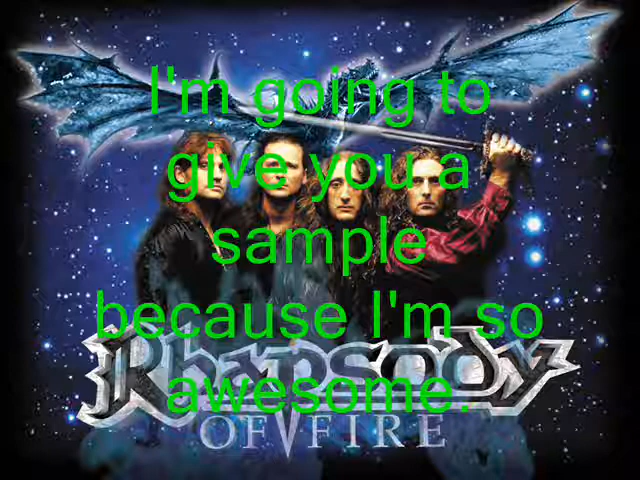 I'm going to
give you a
sample
because I'm so
awesome.
Rhapsody
OF FIRE